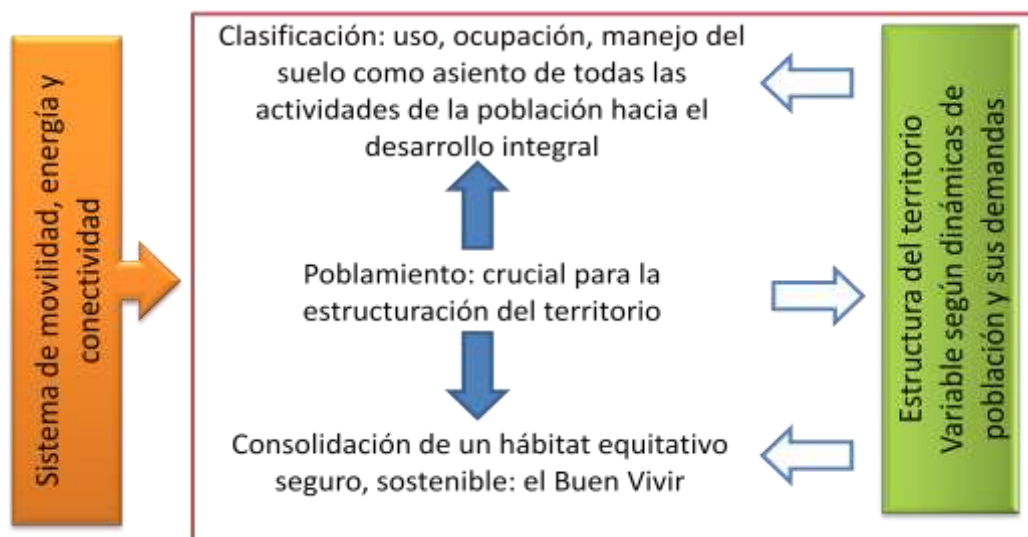 Sistema de movilidad, energía y
conectividad
Clasificación: uso, ocupación, manejo del
suelo como asiento de todas las
actividades de la población hacia el
desarrollo integral
Poblamiento: crucial para la
estructuración del territorio
Consolidación de un hábitat equitativo
seguro, sostenible: el Buen Vivir
Estructura del territorio
Variable según dinámicas de
población y sus demandas